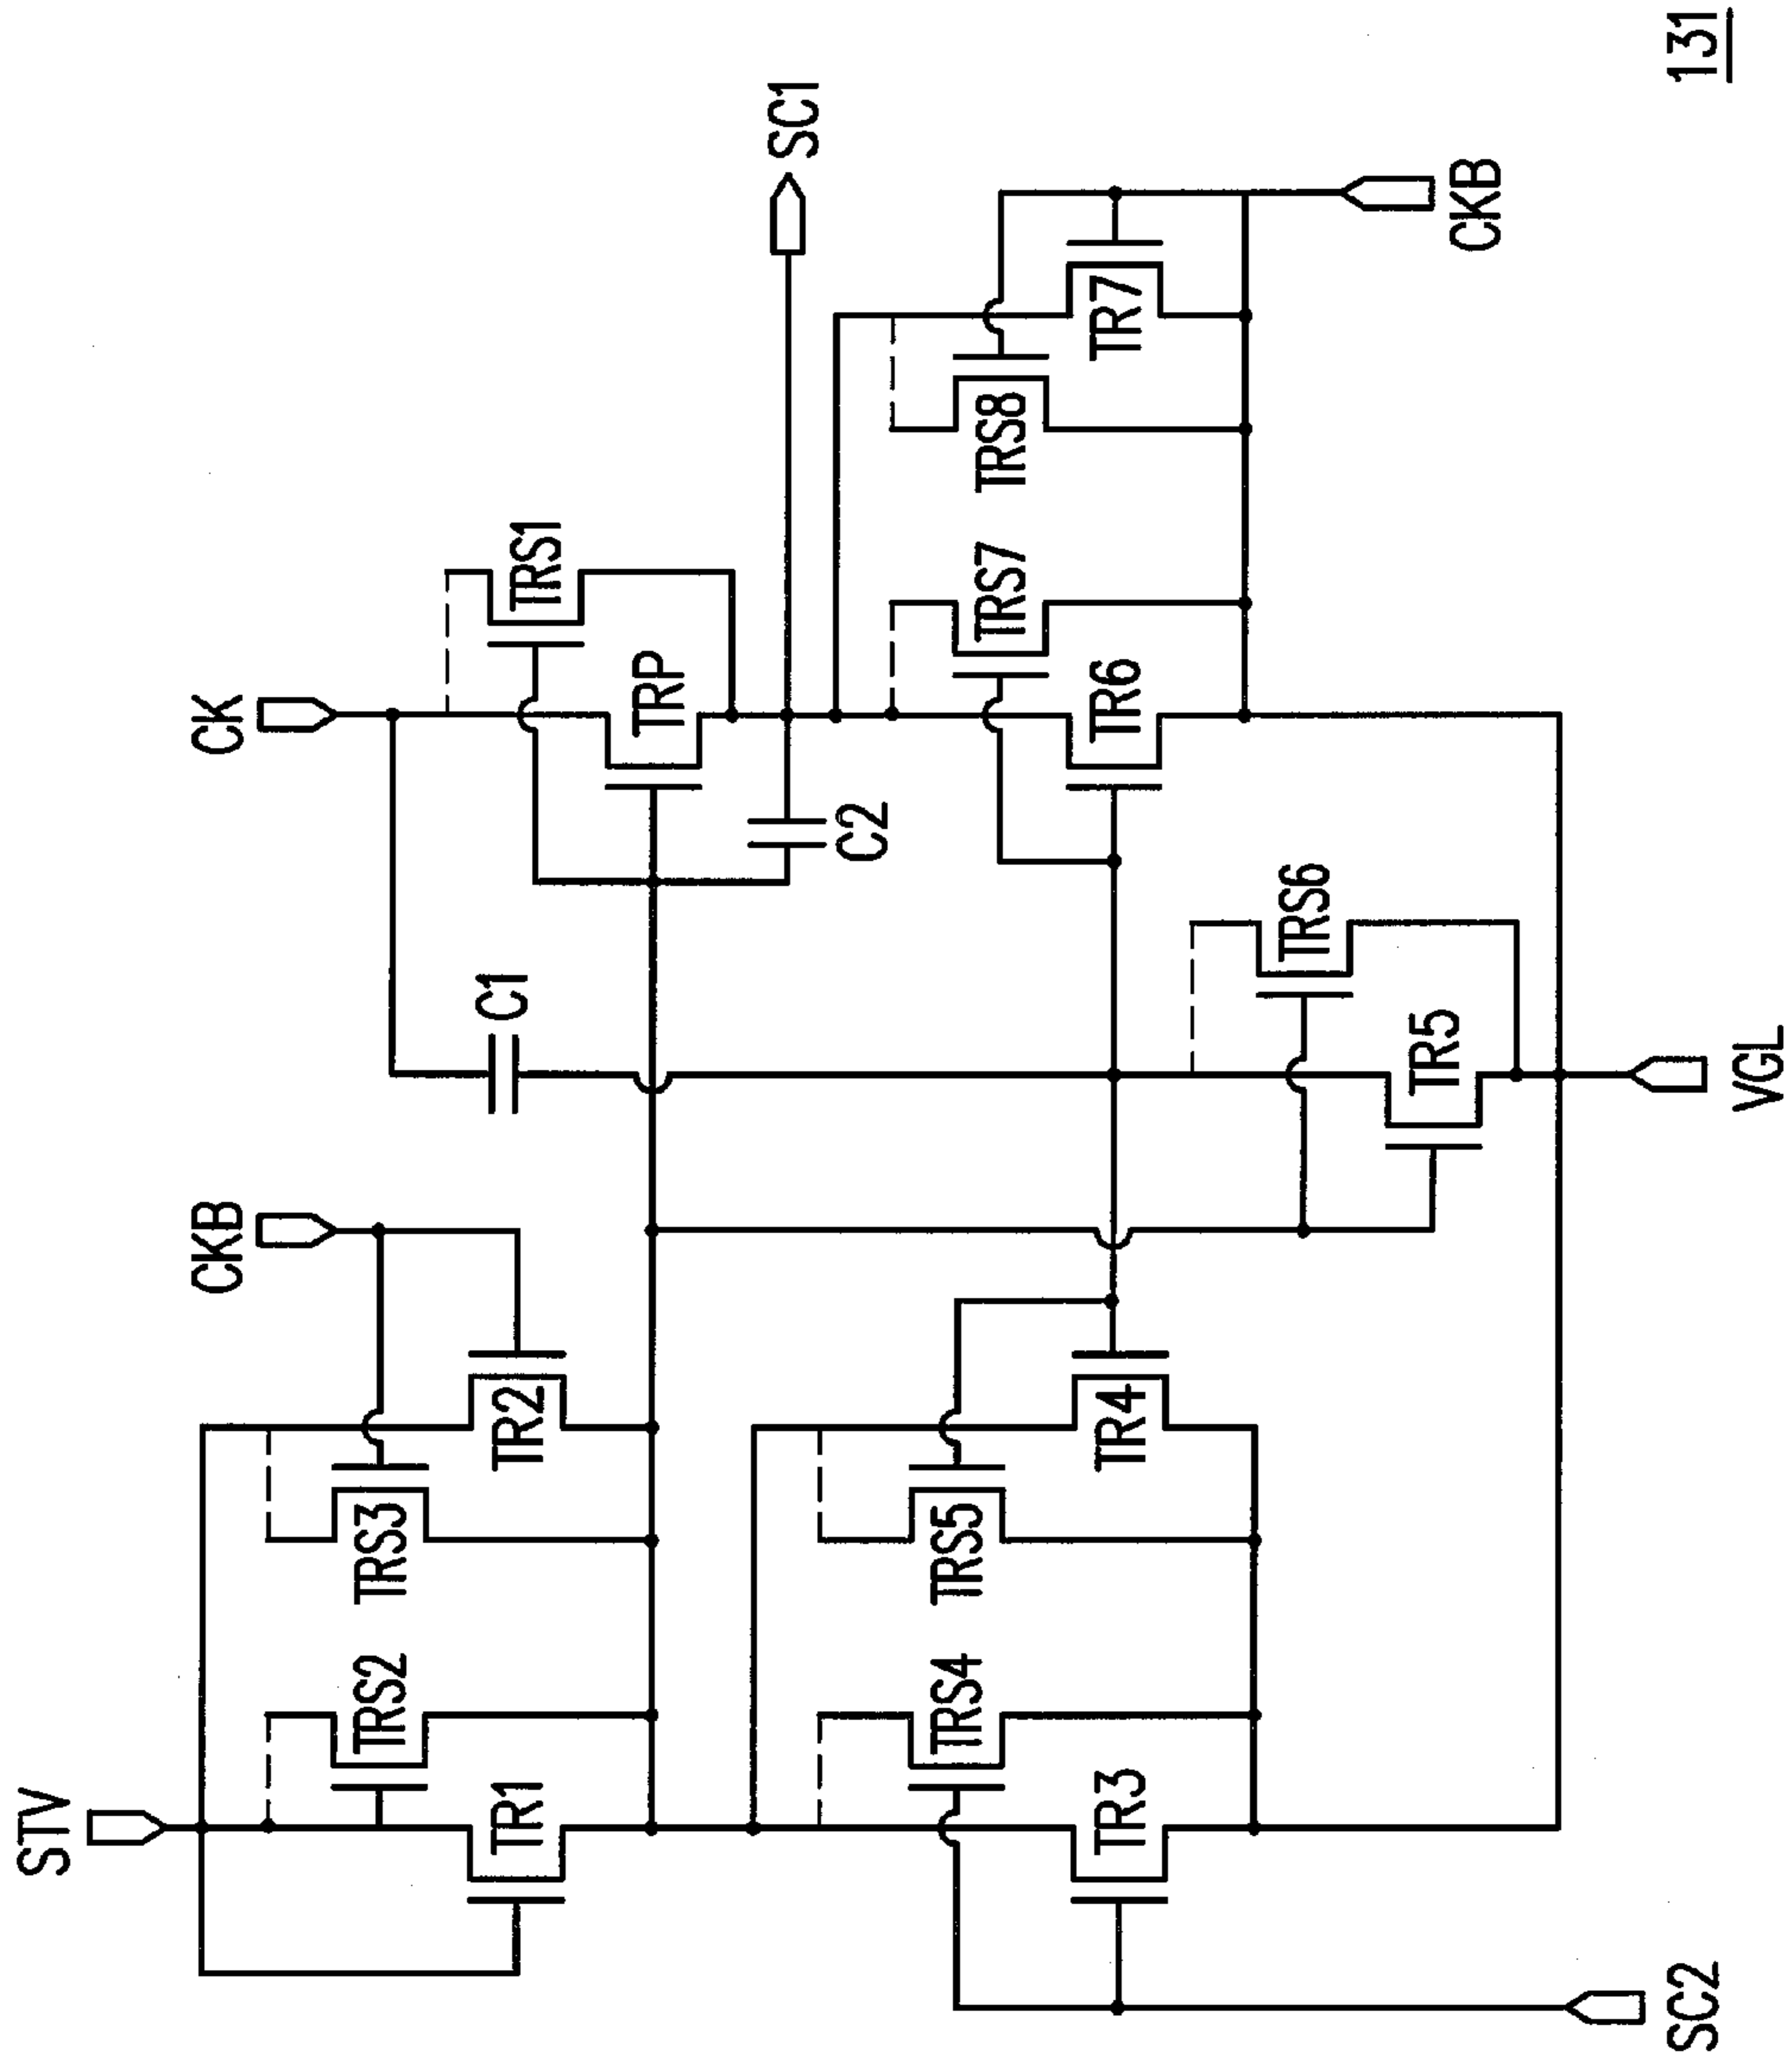 STV
CKB
CK
TRS2
TRS3
TRS1
TR1
TR2
C1
TRP
SC1
C2
TRS4
TRS5
TRS7
TRS8
TR3
TR4
TR6
TR7
TRS6
TR5
CKB
SC2
VGL
131